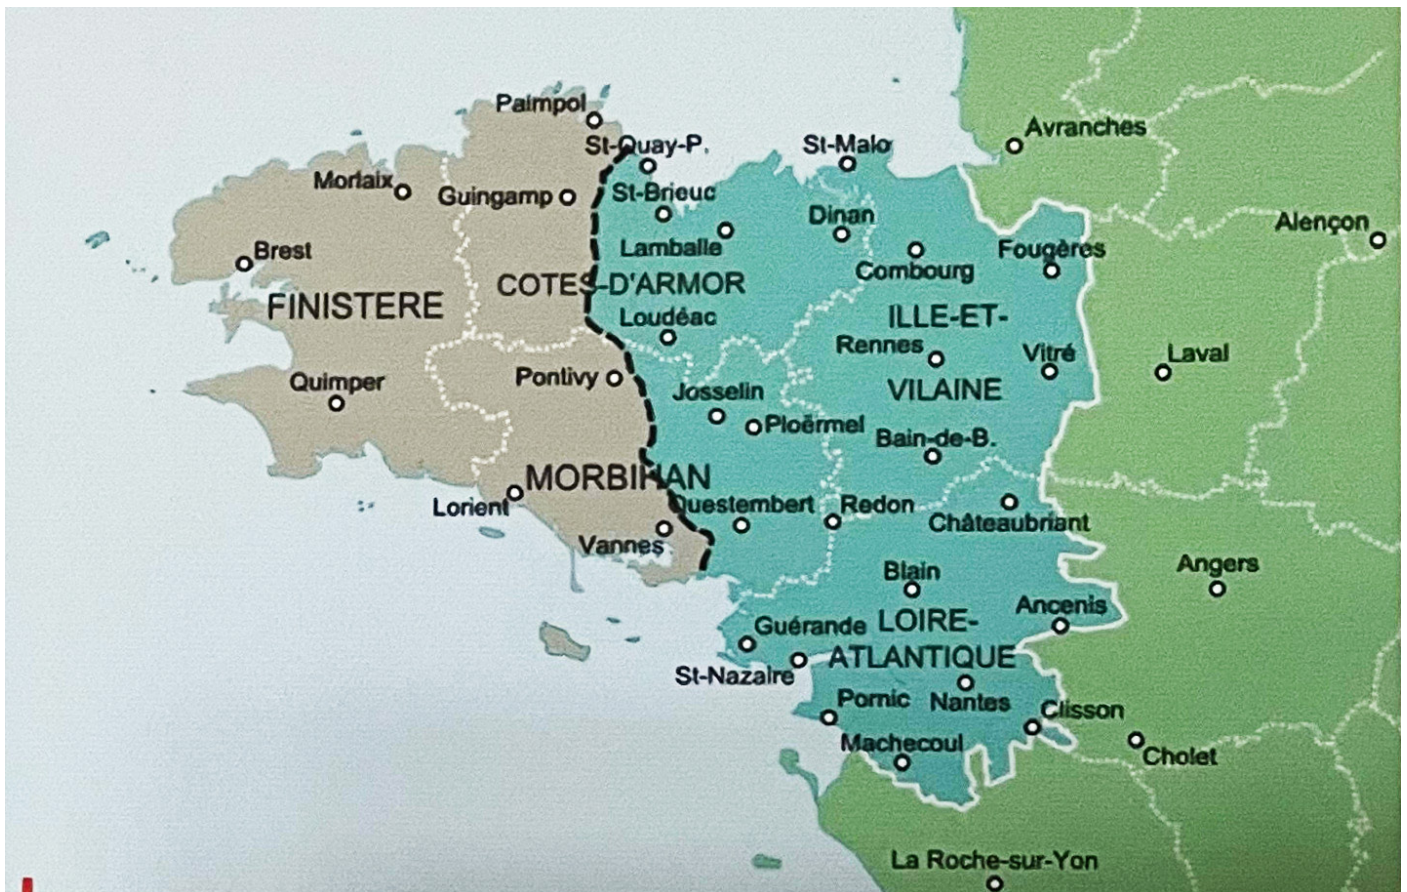 Paimpol
St-Quay-P.
St-Malo
Avranches
Morlaix
Guingamp
St-Brieuc
Dinan
Alençon
Brest
Lamballe
Combourg
Fougères
FINISTERE
COTES-D'ARMOR
Loudéac
ILLE-ET-
Rennes
Vitré
Laval
Quimper
Pontivy
Josselin
VILAINE
Ploërmel
Bain-de-B.
MORBIHAN
Lorient
Questembert
Redon
Châteaubriant
Vannes
Blain
Angers
Guérande
LOIRE-
Ancenis
St-Nazaire
ATLANTIQUE
Pornic
Nantes
Clisson
Machecoul
Cholet
La Roche-sur-Yon